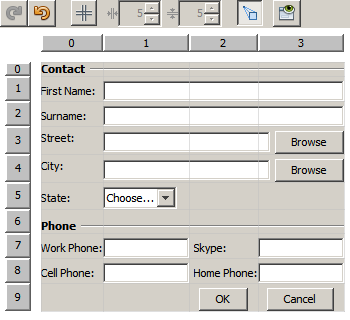 5 5
0 1 2 3
0 Contact
1 First Name:
2 Surname:
3 Street: Browse
4 City: Browse
5 State: Choose...
6 Phone
7 Work Phone: Skype:
8 Cell Phone: Home Phone:
9 OK Cancel